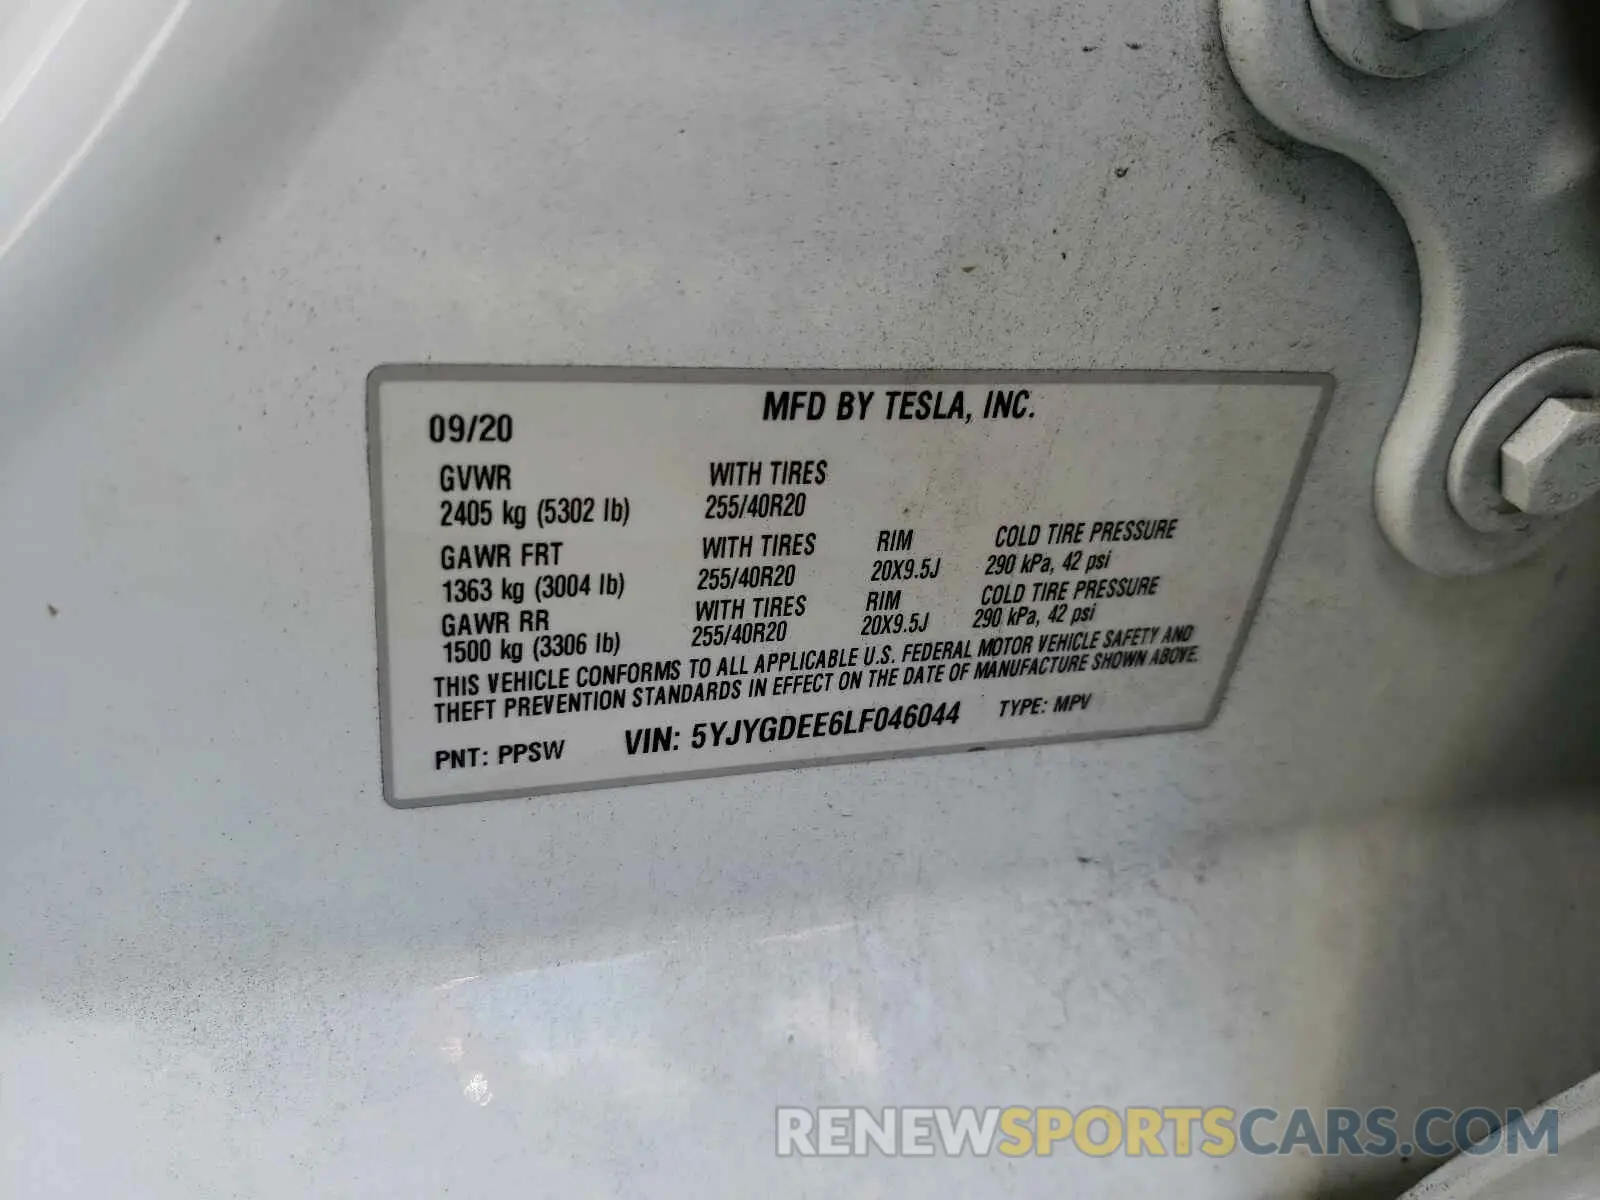 MFD BY TESLA, INC.
09/20
GVWR WITH TIRES
2405 kg (5302 lb) 255/40R20
GAWR FRT WITH TIRES RIM COLD TIRE PRESSURE
1363 kg (3004 lb) 255/40R20 20X9.5J 290 kPa, 42 psi
GAWR RR WITH TIRES RIM COLD TIRE PRESSURE
1500 kg (3306 lb) 255/40R20 20X9.5J 290 kPa, 42 psi
THIS VEHICLE CONFORMS TO ALL APPLICABLE U.S. FEDERAL MOTOR VEHICLE SAFETY AND
THEFT PREVENTION STANDARDS IN EFFECT ON THE DATE OF MANUFACTURE SHOWN ABOVE.
PNT: PPSW VIN: 5YJYGDEE6LF046044 TYPE: MPV
RENEWSPORTSCARS.COM